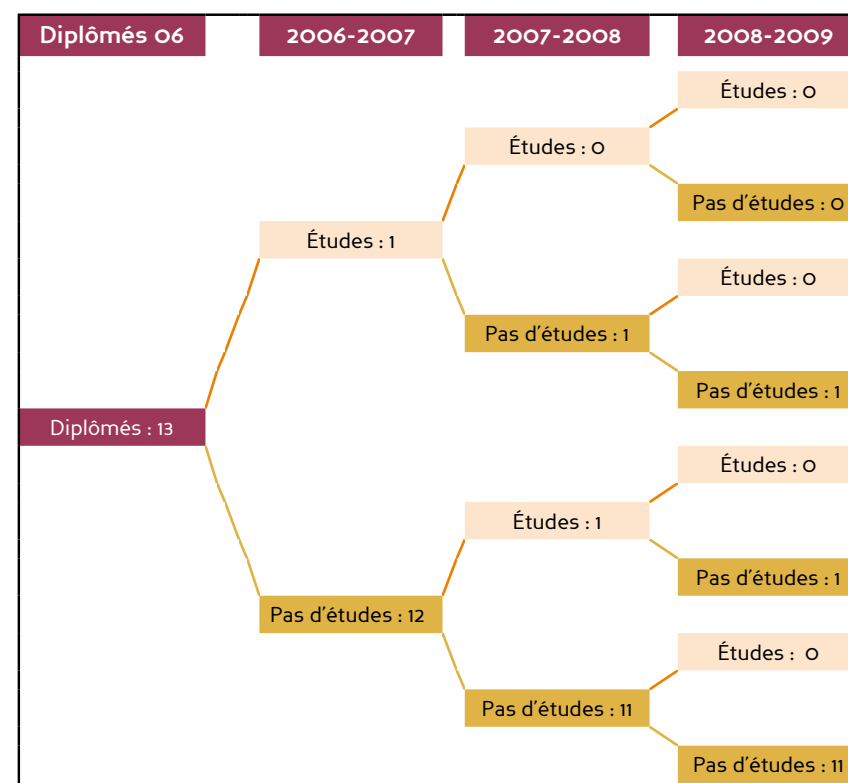 Diplômés 06 2006-2007 2007-2008 2008-2009
Études : 0
Études : 0
Pas d'études : 0
Études : 1
Études : 0
Pas d'études : 1
Pas d'études : 1
Diplômés : 13
Études : 0
Études : 1
Pas d'études : 1
Pas d'études : 12
Études : 0
Pas d'études : 11
Pas d'études : 11